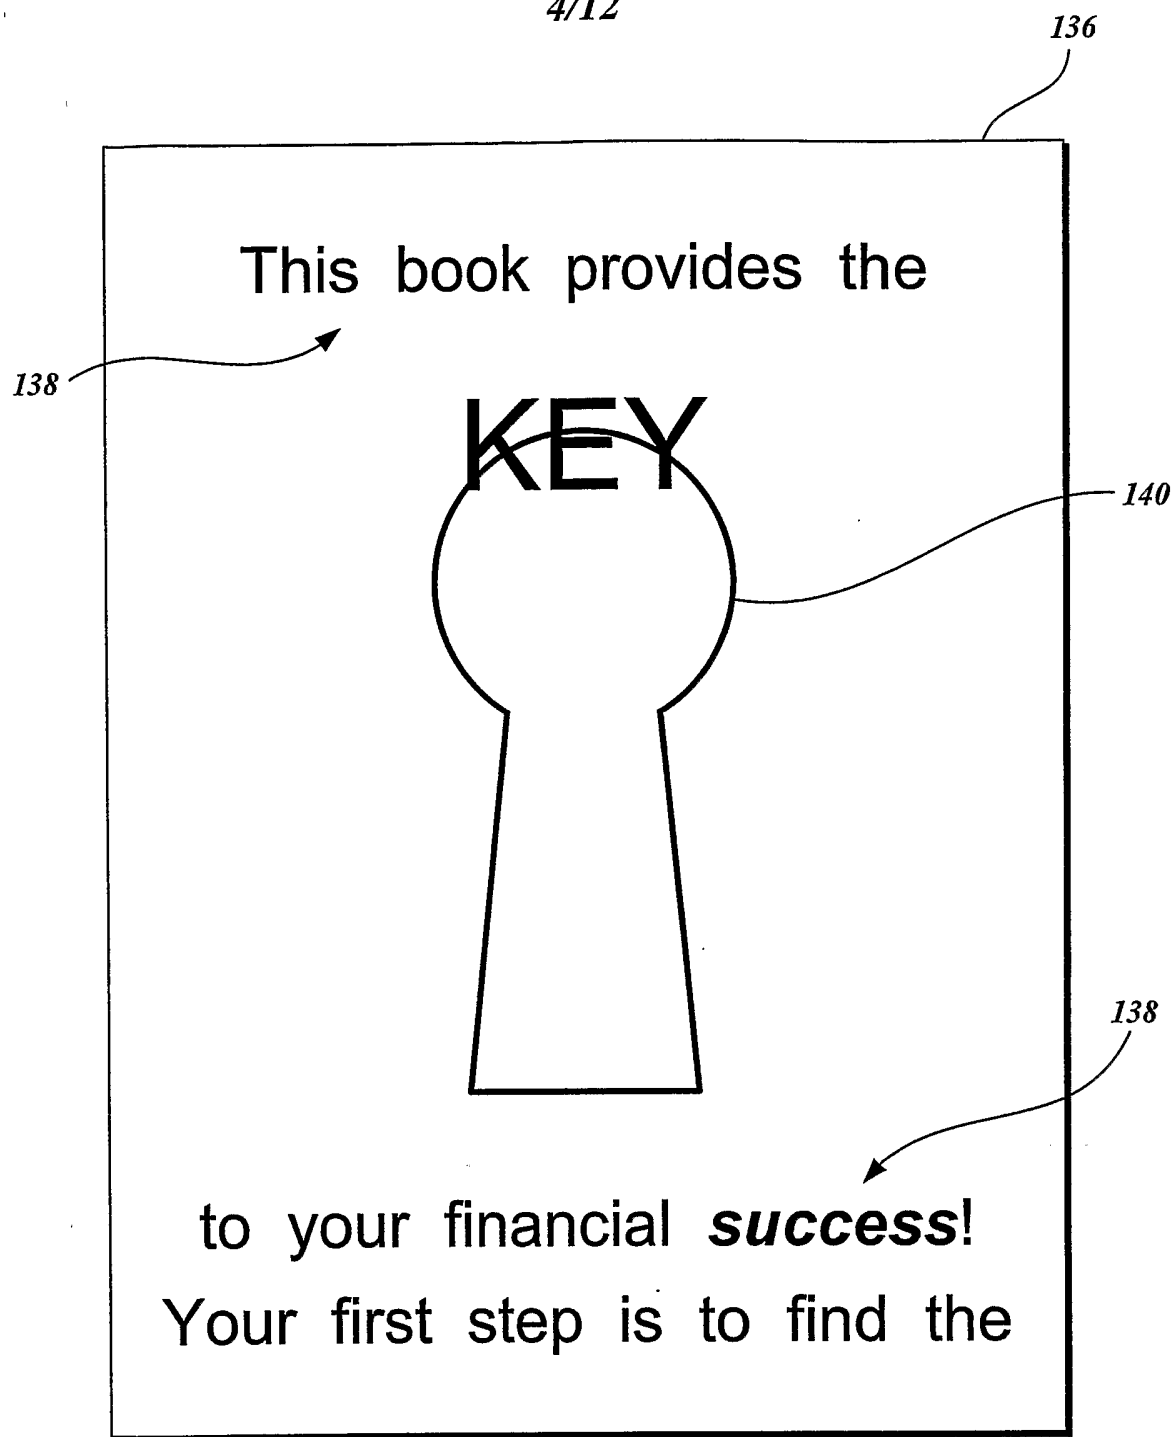 4/12
136
This book provides the
138
KEY
140
138
to your financial success!
Your first step is to find the